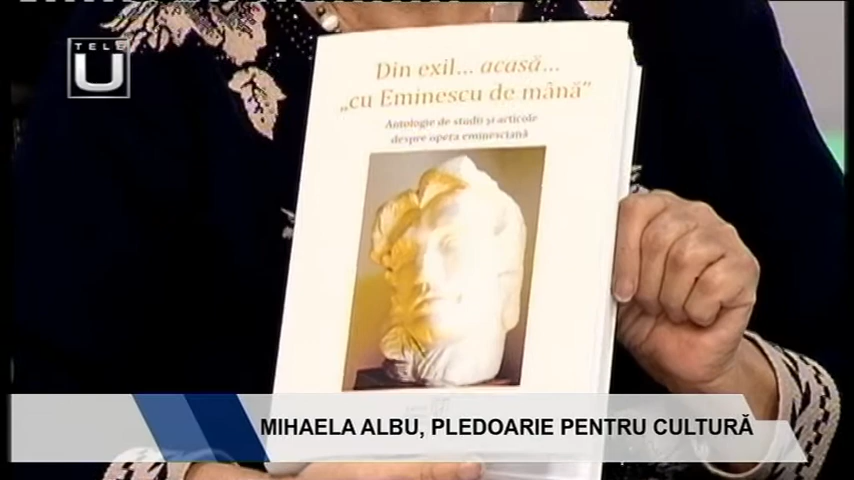 TELE
U
Din exil... acasă...
„cu Eminescu de mână”
Antologie de studii și articole
despre opera eminesciană
MIHAELA ALBU, PLEDOARIE PENTRU CULTURĂ